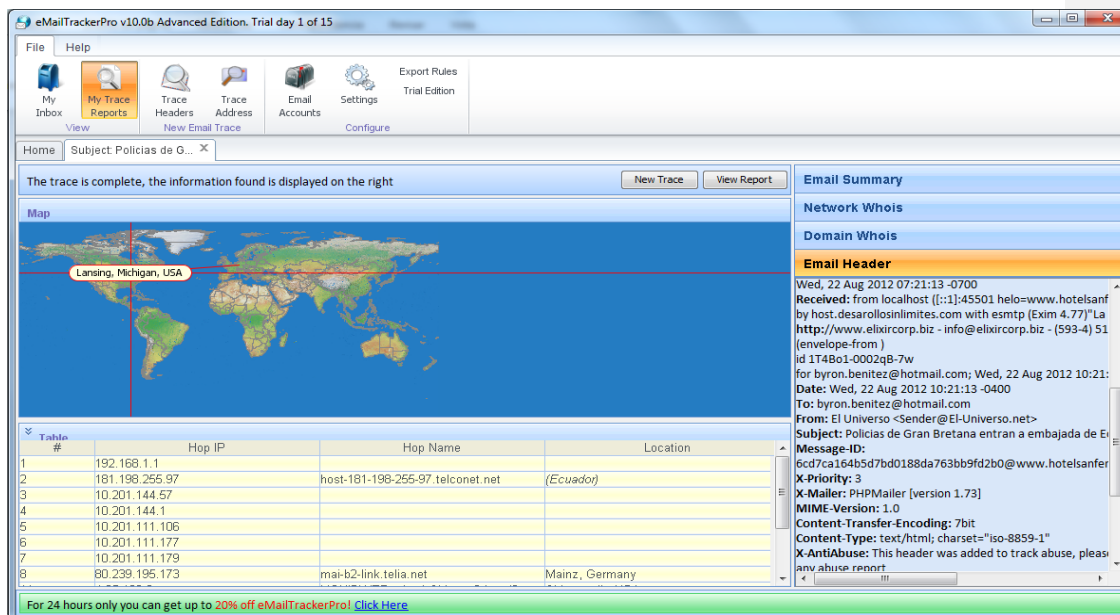 eMailTrackerPro v10.0b Advanced Edition. Trial day 1 of 15
File Help
My Inbox
My Trace Reports
Trace Headers
Trace Address
Email Accounts
Settings
Export Rules
Trial Edition
View
New Email Trace
Configure
Home
Subject: Policias de G... X
The trace is complete, the information found is displayed on the right
New Trace
View Report
Map
Lansing, Michigan, USA
Table
# Hop IP Hop Name Location
1 192.168.1.1
2 181.198.255.97 host-181-198-255-97.telconet.net (Ecuador)
3 10.201.144.57
4 10.201.144.1
5 10.201.111.106
6 10.201.111.177
7 10.201.111.179
8 80.239.195.173 mai-b2-link.telia.net Mainz, Germany
Email Summary
Network Whois
Domain Whois
Email Header
Wed, 22 Aug 2012 07:21:13 -0700
Received: from localhost ([::1]:45501 helo=www.hotelsanf
by host.desarollosinlimites.com with esmtp (Exim 4.77)"La
http://www.elixircorp.biz - info@elixircorp.biz - (593-4) 51
(envelope-from )
id 1T4Bo1-0002qB-7w
for byron.benitez@hotmail.com; Wed, 22 Aug 2012 10:21:
Date: Wed, 22 Aug 2012 10:21:13 -0400
To: byron.benitez@hotmail.com
From: El Universo <Sender@El-Universo.net>
Subject: Policias de Gran Bretana entran a embajada de E
Message-ID:
6cd7ca164b5d7bd0188da763bb9fd2b0@www.hotelsanfer
X-Priority: 3
X-Mailer: PHPMailer [version 1.73]
MIME-Version: 1.0
Content-Transfer-Encoding: 7bit
Content-Type: text/html; charset="iso-8859-1"
X-AntiAbuse: This header was added to track abuse, pleas
any abuse report
For 24 hours only you can get up to 20% off eMailTrackerPro! Click Here